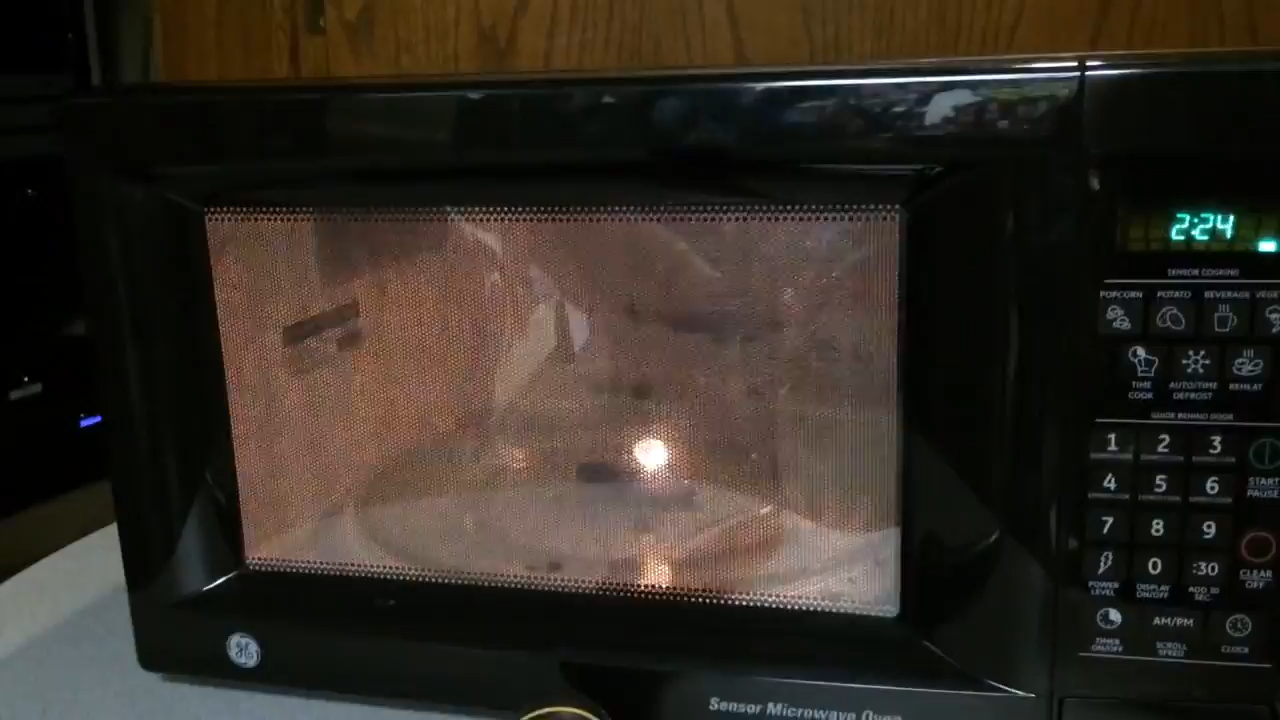 2:24
SENSOR COOKING
POPCORN POTATO BEVERAGE
TIME COOK AUTO/TIME DEFROST REHEAT
GUIDE BEHIND DOOR
1 2 3
4 5 6 START PAUSE
7 8 9
POWER LEVEL 0 DISPLAY ON/OFF :30 ADD 30 SEC. CLEAR OFF
TIMER ON/OFF AM/PM SCROLL SPEED CLOCK
GE
Sensor Microwave Oven